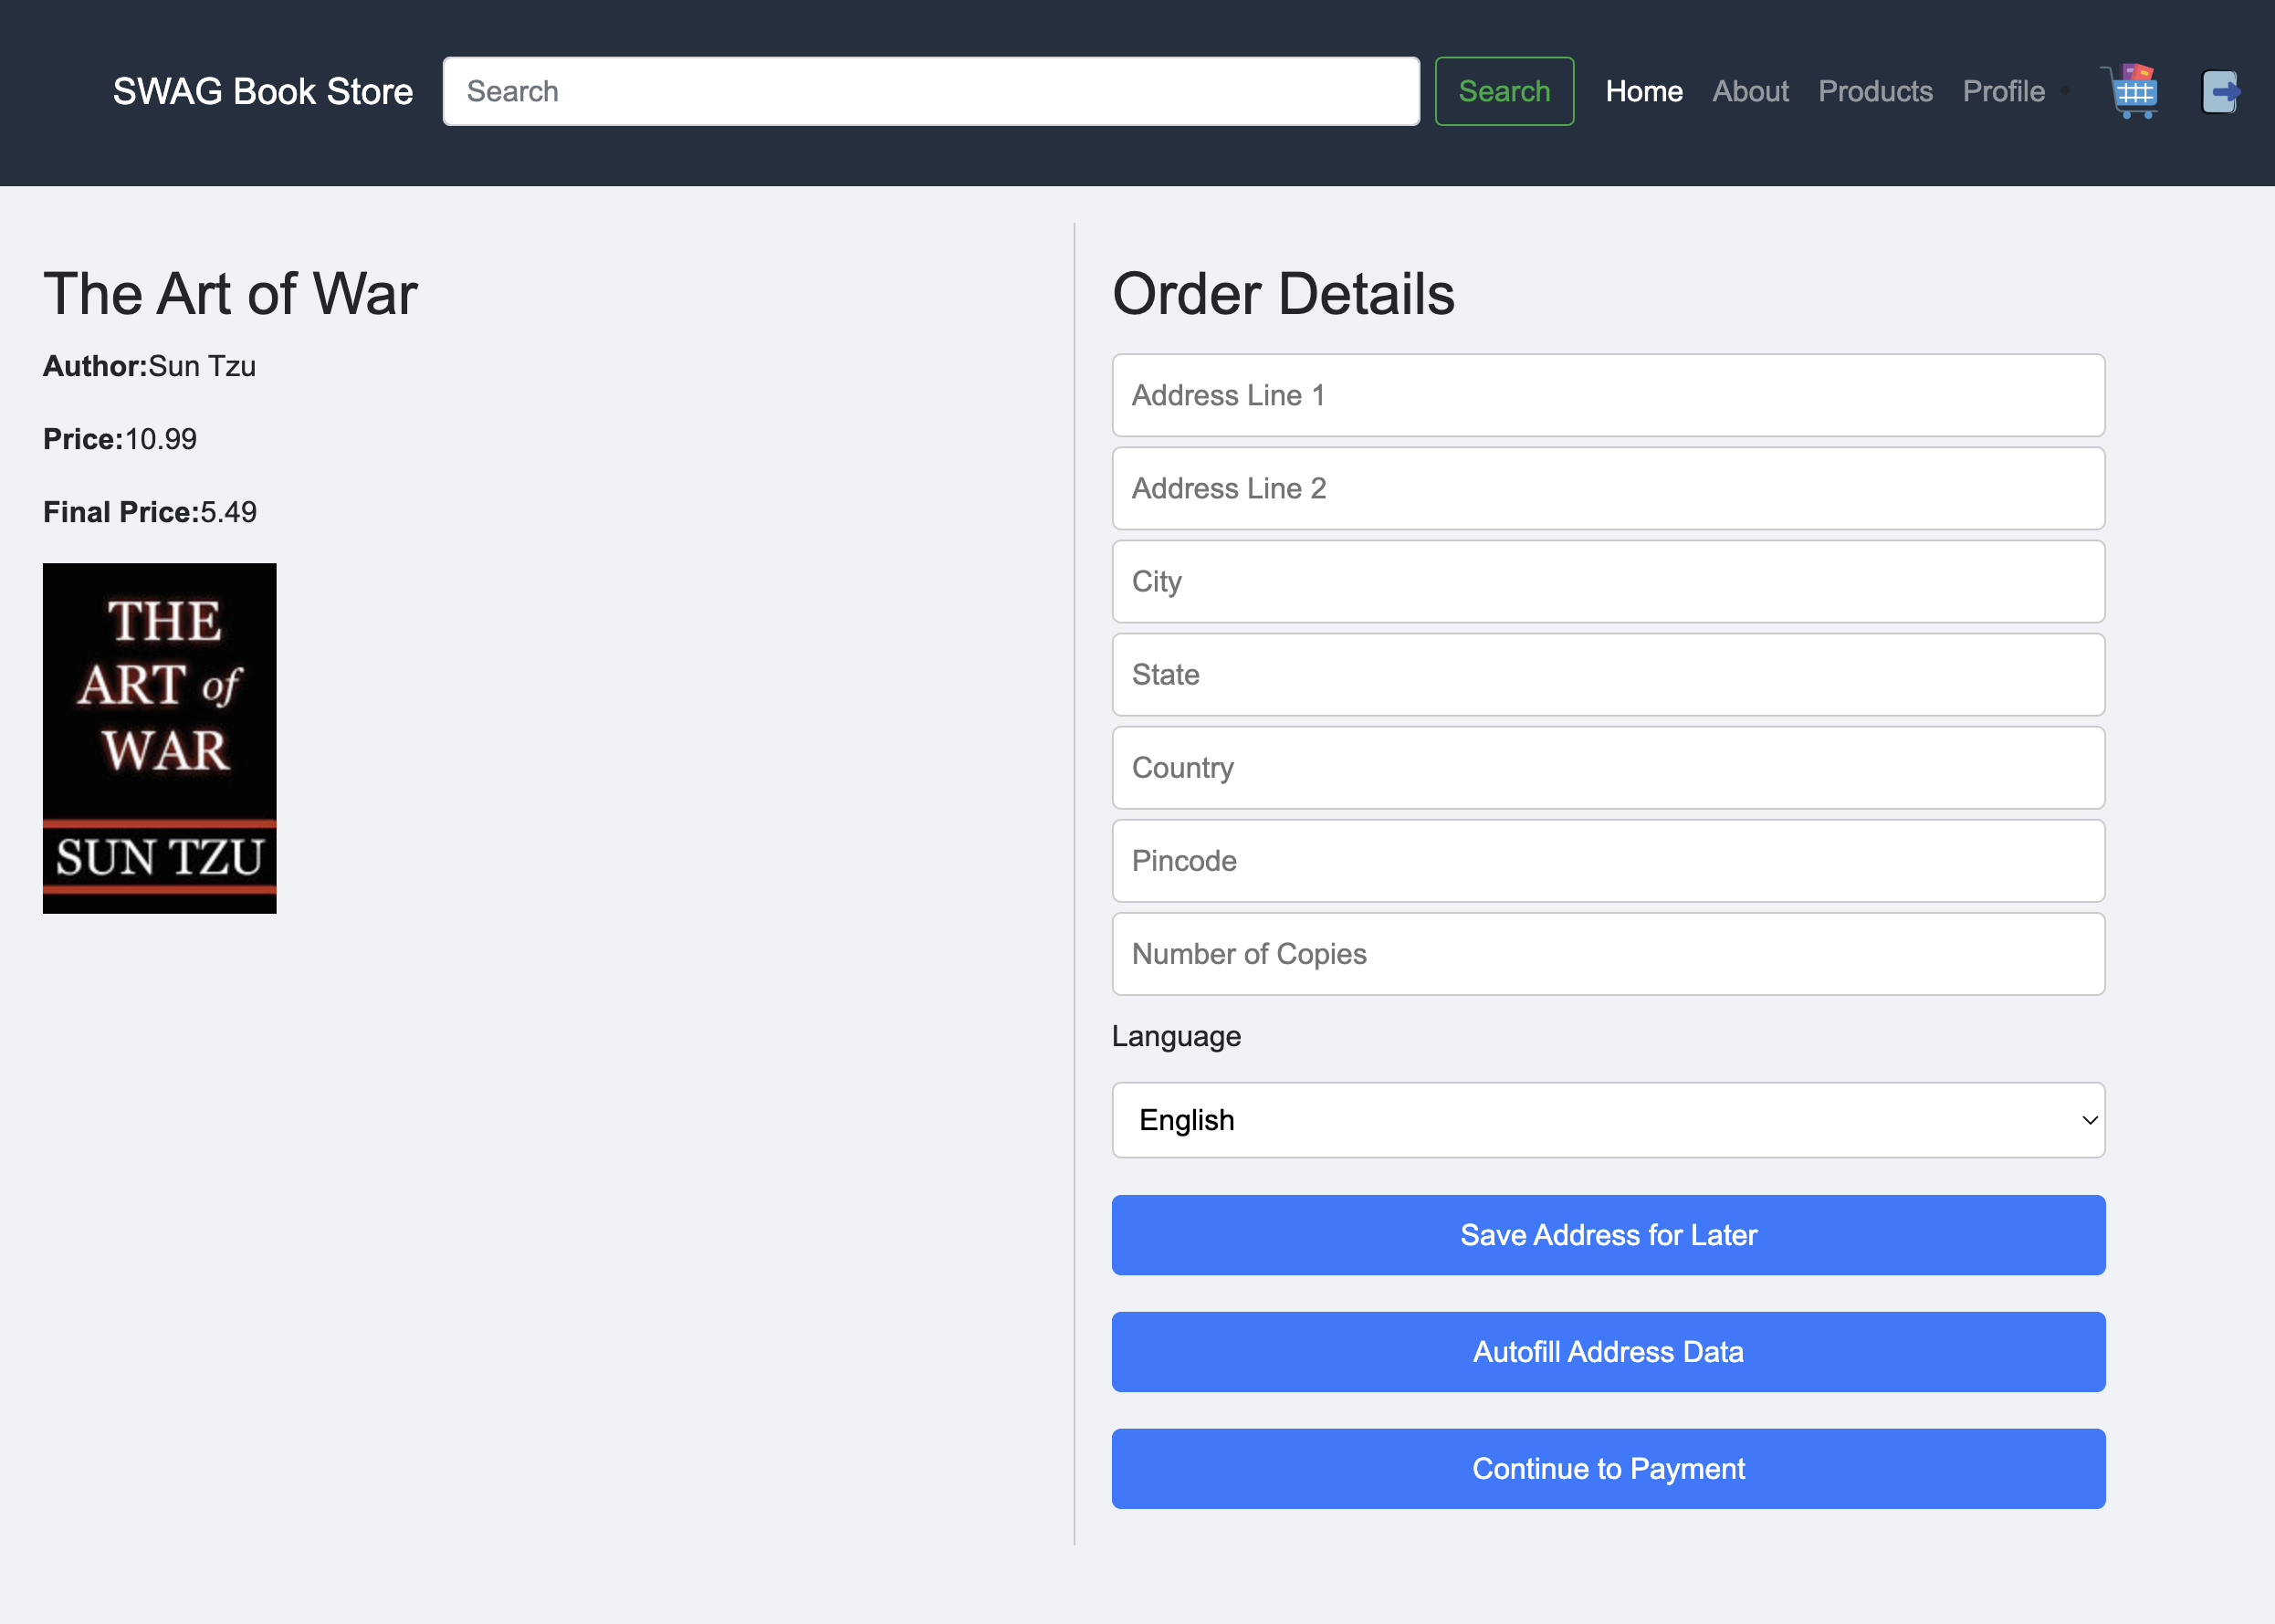 SWAG Book Store Search Search Home About Products Profile
The Art of War
Author:Sun Tzu
Price:10.99
Final Price:5.49
THE
ART of
WAR
SUN TZU
Order Details
Address Line 1
Address Line 2
City
State
Country
Pincode
Number of Copies
Language
English
Save Address for Later
Autofill Address Data
Continue to Payment